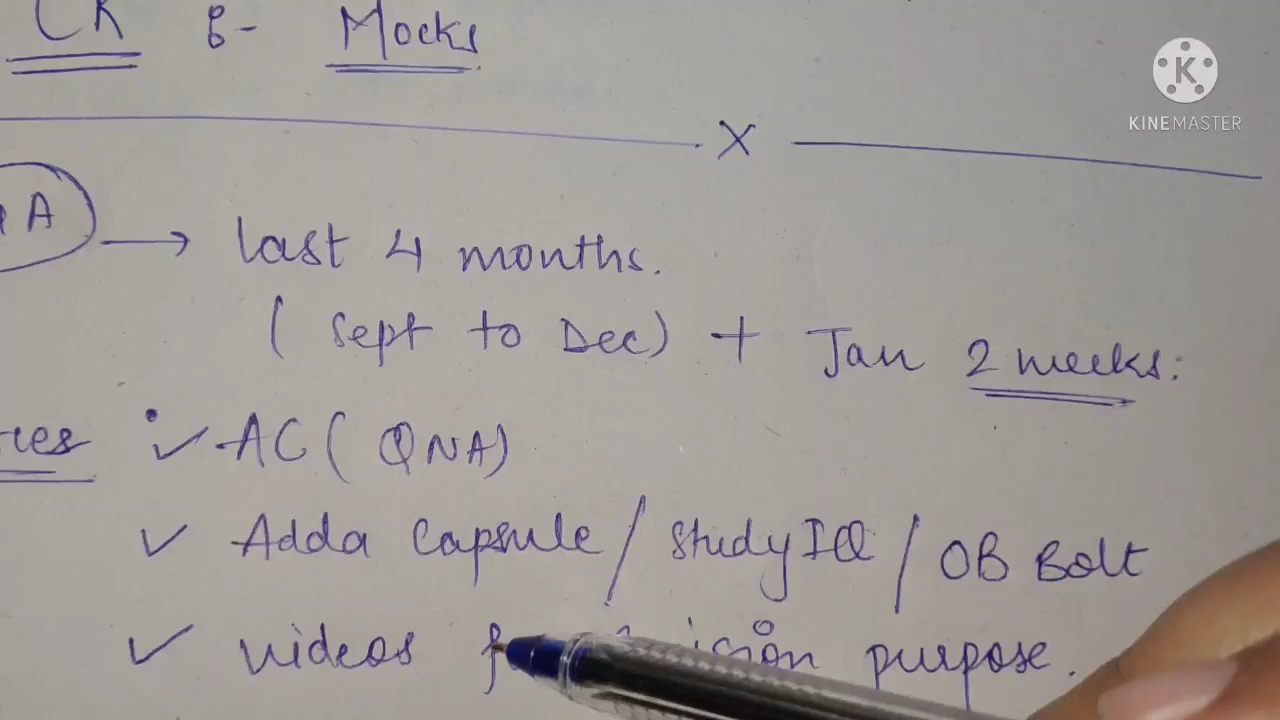 CK :- Mocks
K
KINEMASTER
X
A → last 4 months.
( Sept to Dec) + Jan 2 weeks.
✓ AC ( QNA)
✓ Adda Capsule / StudyIQ / OB Bolt
✓ videos purpose.